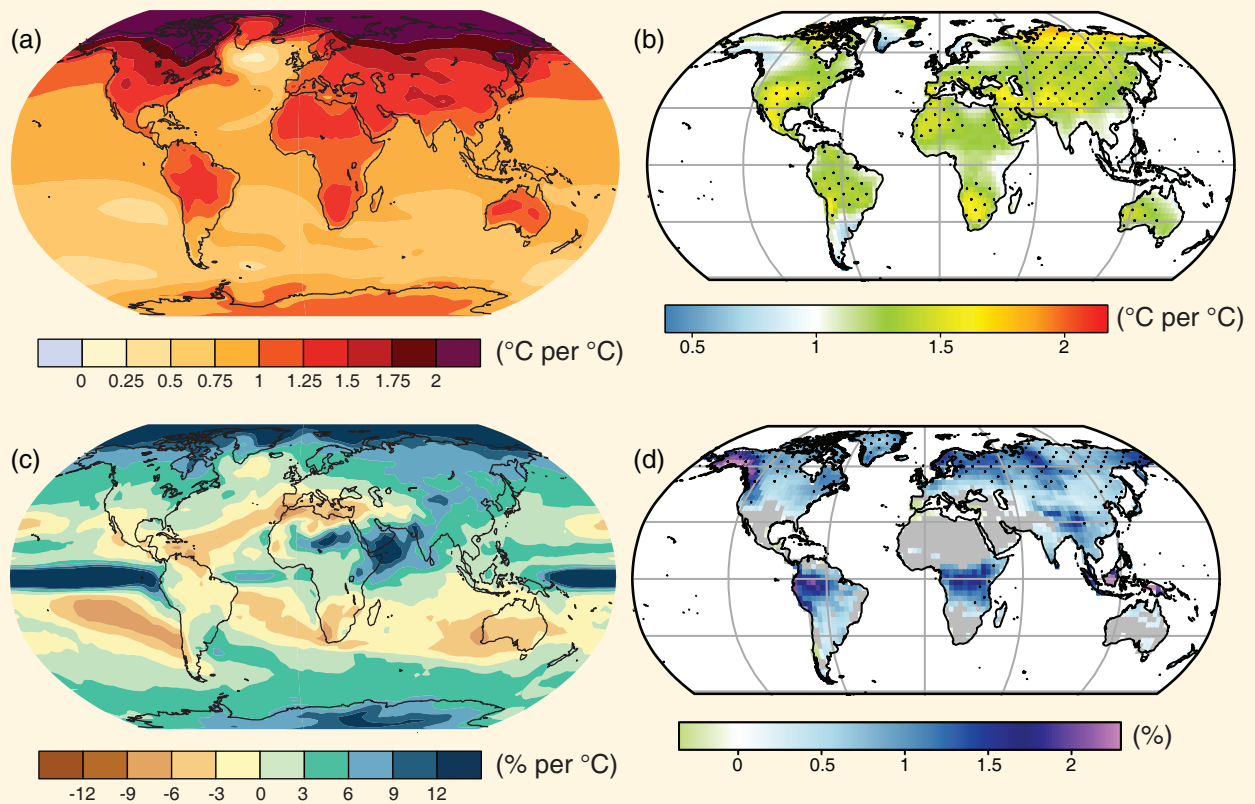 (a)
(b)
(°C per °C)
0 0.25 0.5 0.75 1 1.25 1.5 1.75 2
(°C per °C)
0.5 1 1.5 2
(c)
(d)
(% per °C)
-12 -9 -6 -3 0 3 6 9 12
(%)
0 0.5 1 1.5 2